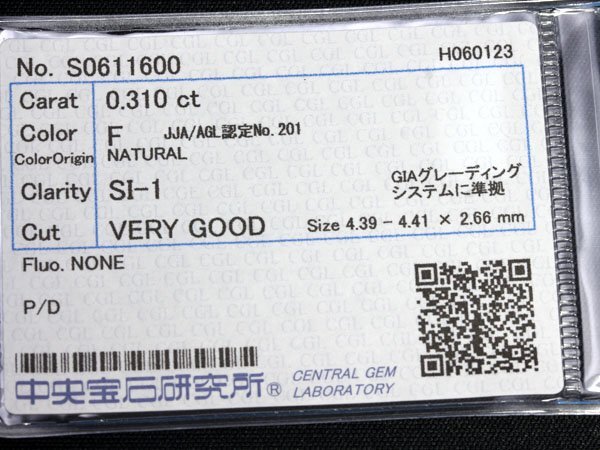 No. S0611600
H060123
Carat 0.310 ct
Color F JJA/AGL認定No.201
ColorOrigin NATURAL
Clarity SI-1
GIAグレーディング
システムに準拠
Cut VERY GOOD Size 4.39 - 4.41 × 2.66 mm
Fluo. NONE
P/D
中央宝石研究所® CENTRAL GEM
LABORATORY